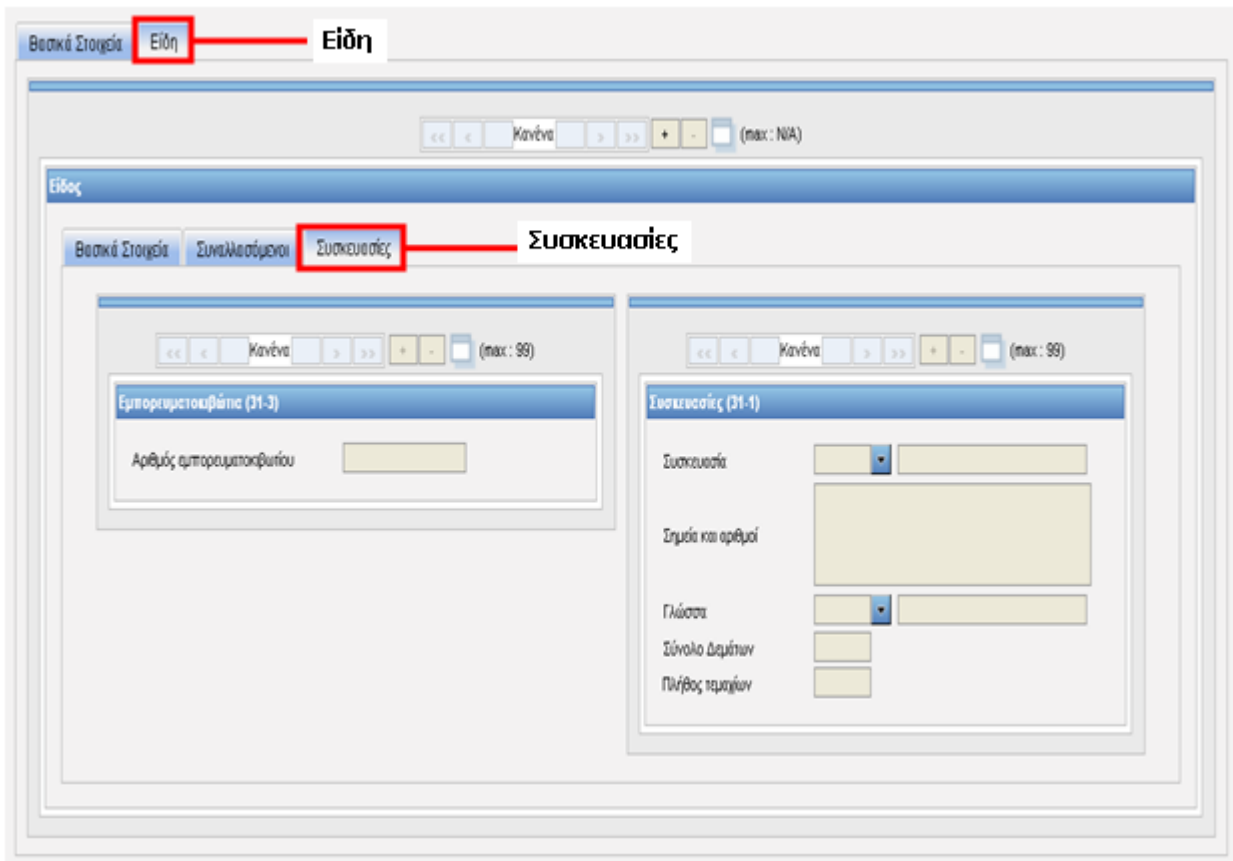 Βασικά Στοιχεία Είδη Είδη
<< < Κανένα > >> + - (max : N/A)
Είδος
Βασικά Στοιχεία Συναλλασόμενοι Συσκευασίες Συσκευασίες
<< < Κανένα > >> + - (max : 99)
Εμπορευματοκιβώτια (31-3)
Αριθμός εμπορευματοκιβωτίου
<< < Κανένα > >> + - (max : 99)
Συσκευασίες (31-1)
Συσκευασία
Σημεία και αριθμοί
Γλώσσα
Σύνολο Δεμάτων
Πλήθος τεμαχίων